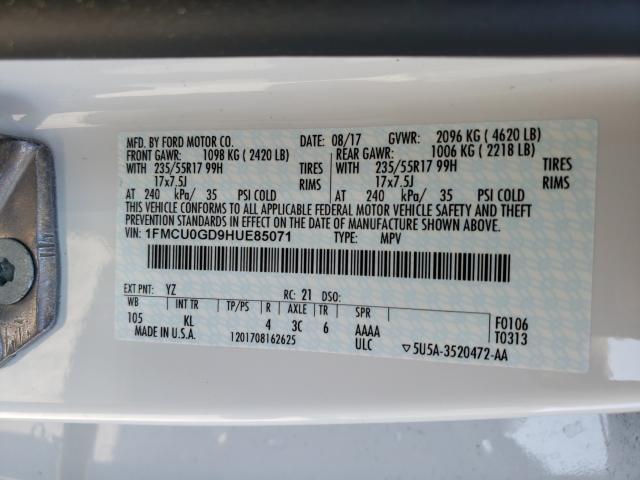 MFD. BY FORD MOTOR CO. DATE: 08/17 GVWR: 2096 KG ( 4620 LB)
FRONT GAWR: 1098 KG ( 2420 LB) REAR GAWR: 1006 KG ( 2218 LB)
WITH 235/55R17 99H TIRES WITH 235/55R17 99H TIRES
17x7.5J RIMS 17x7.5J RIMS
AT 240 kPa/ 35 PSI COLD AT 240 kPa/ 35 PSI COLD
THIS VEHICLE CONFORMS TO ALL APPLICABLE FEDERAL MOTOR VEHICLE SAFETY AND THEFT
PREVENTION STANDARDS IN EFFECT ON THE DATE OF MANUFACTURE SHOWN ABOVE.
VIN: 1FMCU0GD9HUE85071 TYPE: MPV
EXT PNT: YZ RC: 21 DSO:
WB INT TR TP/PS R AXLE TR SPR
105 KL 4 3C 6 AAAA F0106
MADE IN U.S.A. 1201708162625 ULC ▽5U5A-3520472-AA T0313